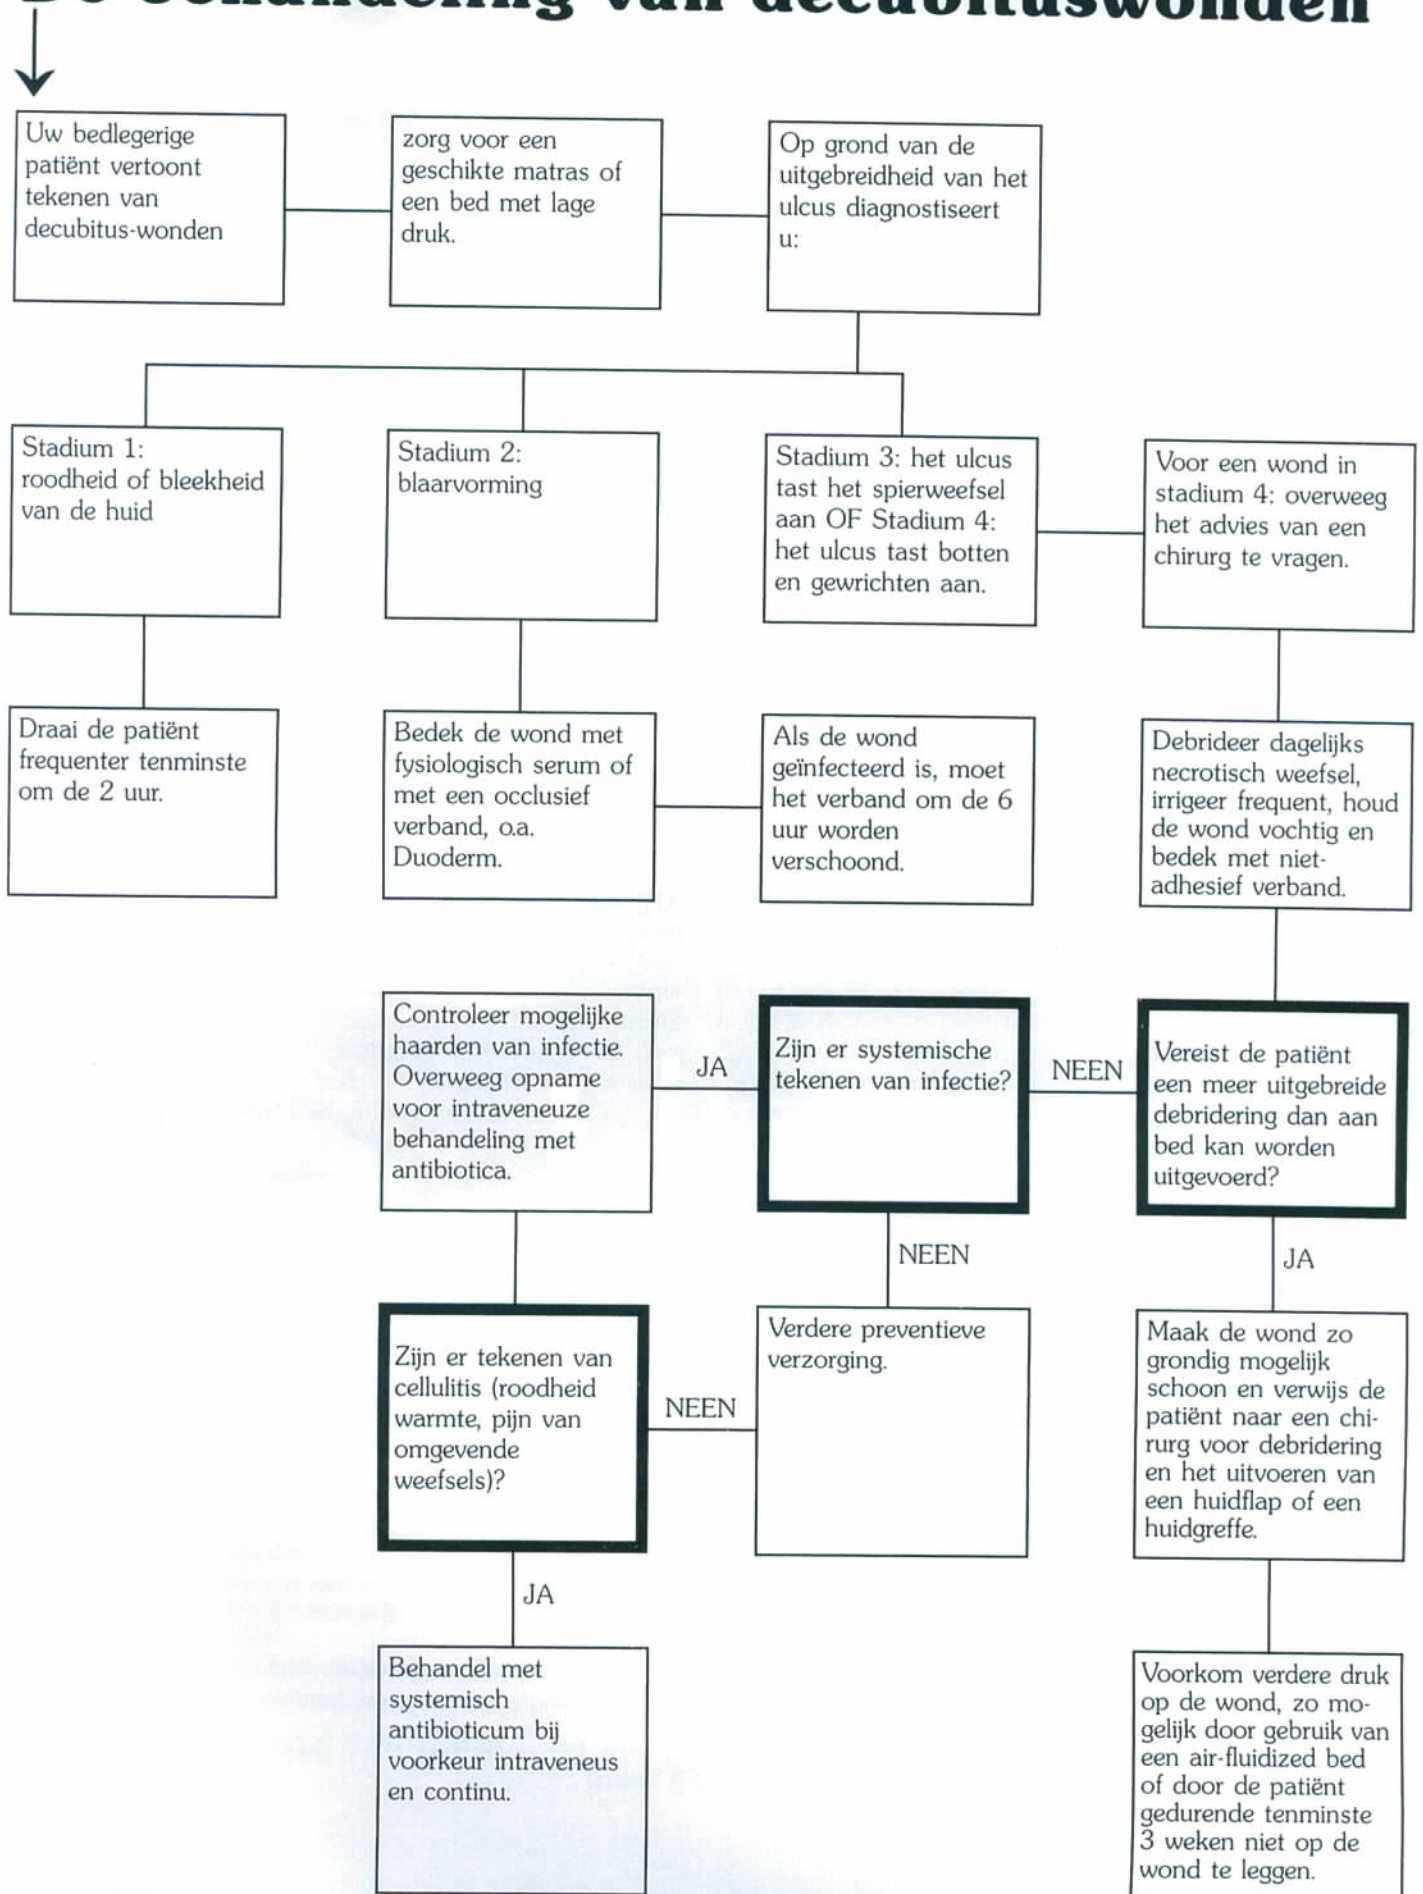 De behandeling van decubituswonden
Uw bedlegerige
patiënt vertoont
tekenen van
decubitus-wonden
zorg voor een
geschikte matras of
een bed met lage
druk.
Op grond van de
uitgebreidheid van het
ulcus diagnostiseert
u:
Stadium 1:
roodheid of bleekheid
van de huid
Stadium 2:
blaarvorming
Stadium 3: het ulcus
tast het spierweefsel
aan OF Stadium 4:
het ulcus tast botten
en gewrichten aan.
Voor een wond in
stadium 4: overweeg
het advies van een
chirurg te vragen.
Draai de patiënt
frequenter tenminste
om de 2 uur.
Bedek de wond met
fysiologisch serum of
met een occlusief
verband, o.a.
Duoderm.
Als de wond
geïnfecteerd is, moet
het verband om de 6
uur worden
verschoond.
Debrideer dagelijks
necrotisch weefsel,
irrigeer frequent, houd
de wond vochtig en
bedek met niet-
adhesief verband.
Controleer mogelijke
haarden van infectie.
Overweeg opname
voor intraveneuze
behandeling met
antibiotica.
JA
Zijn er systemische
tekenen van infectie?
NEEN
Vereist de patiënt
een meer uitgebreide
debridering dan aan
bed kan worden
uitgevoerd?
NEEN
JA
Zijn er tekenen van
cellulitis (roodheid
warmte, pijn van
omgevende
weefsels)?
NEEN
Verdere preventieve
verzorging.
Maak de wond zo
grondig mogelijk
schoon en verwijs de
patiënt naar een chi-
rurg voor debridering
en het uitvoeren van
een huidflap of een
huidgreffe.
JA
Behandel met
systemisch
antibioticum bij
voorkeur intraveneus
en continu.
Voorkom verdere druk
op de wond, zo mo-
gelijk door gebruik van
een air-fluidized bed
of door de patiënt
gedurende tenminste
3 weken niet op de
wond te leggen.